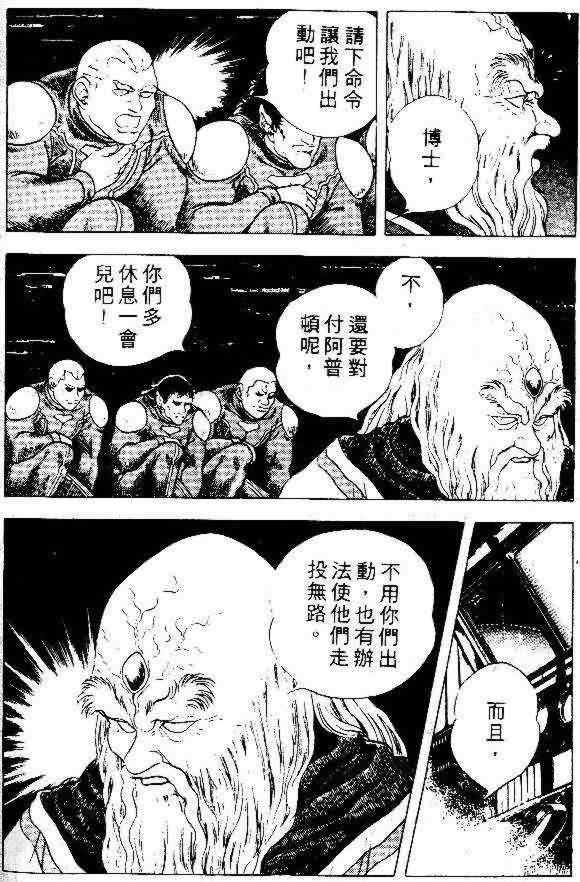 博士，
請下命令
讓我們出
動吧！
不，
還要對
付阿普
頓呢，
你們多
休息一會
兒吧！
而且，
不用你們出
動，也有辦
法使他們走
投無路。